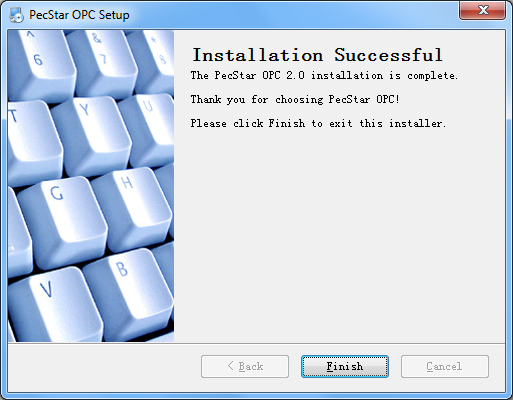 PecStar OPC Setup
^ &
6 7
T Y U
G H
V B
Installation Successful
The PecStar OPC 2.0 installation is complete.
Thank you for choosing PecStar OPC!
Please click Finish to exit this installer.
< Back Finish Cancel